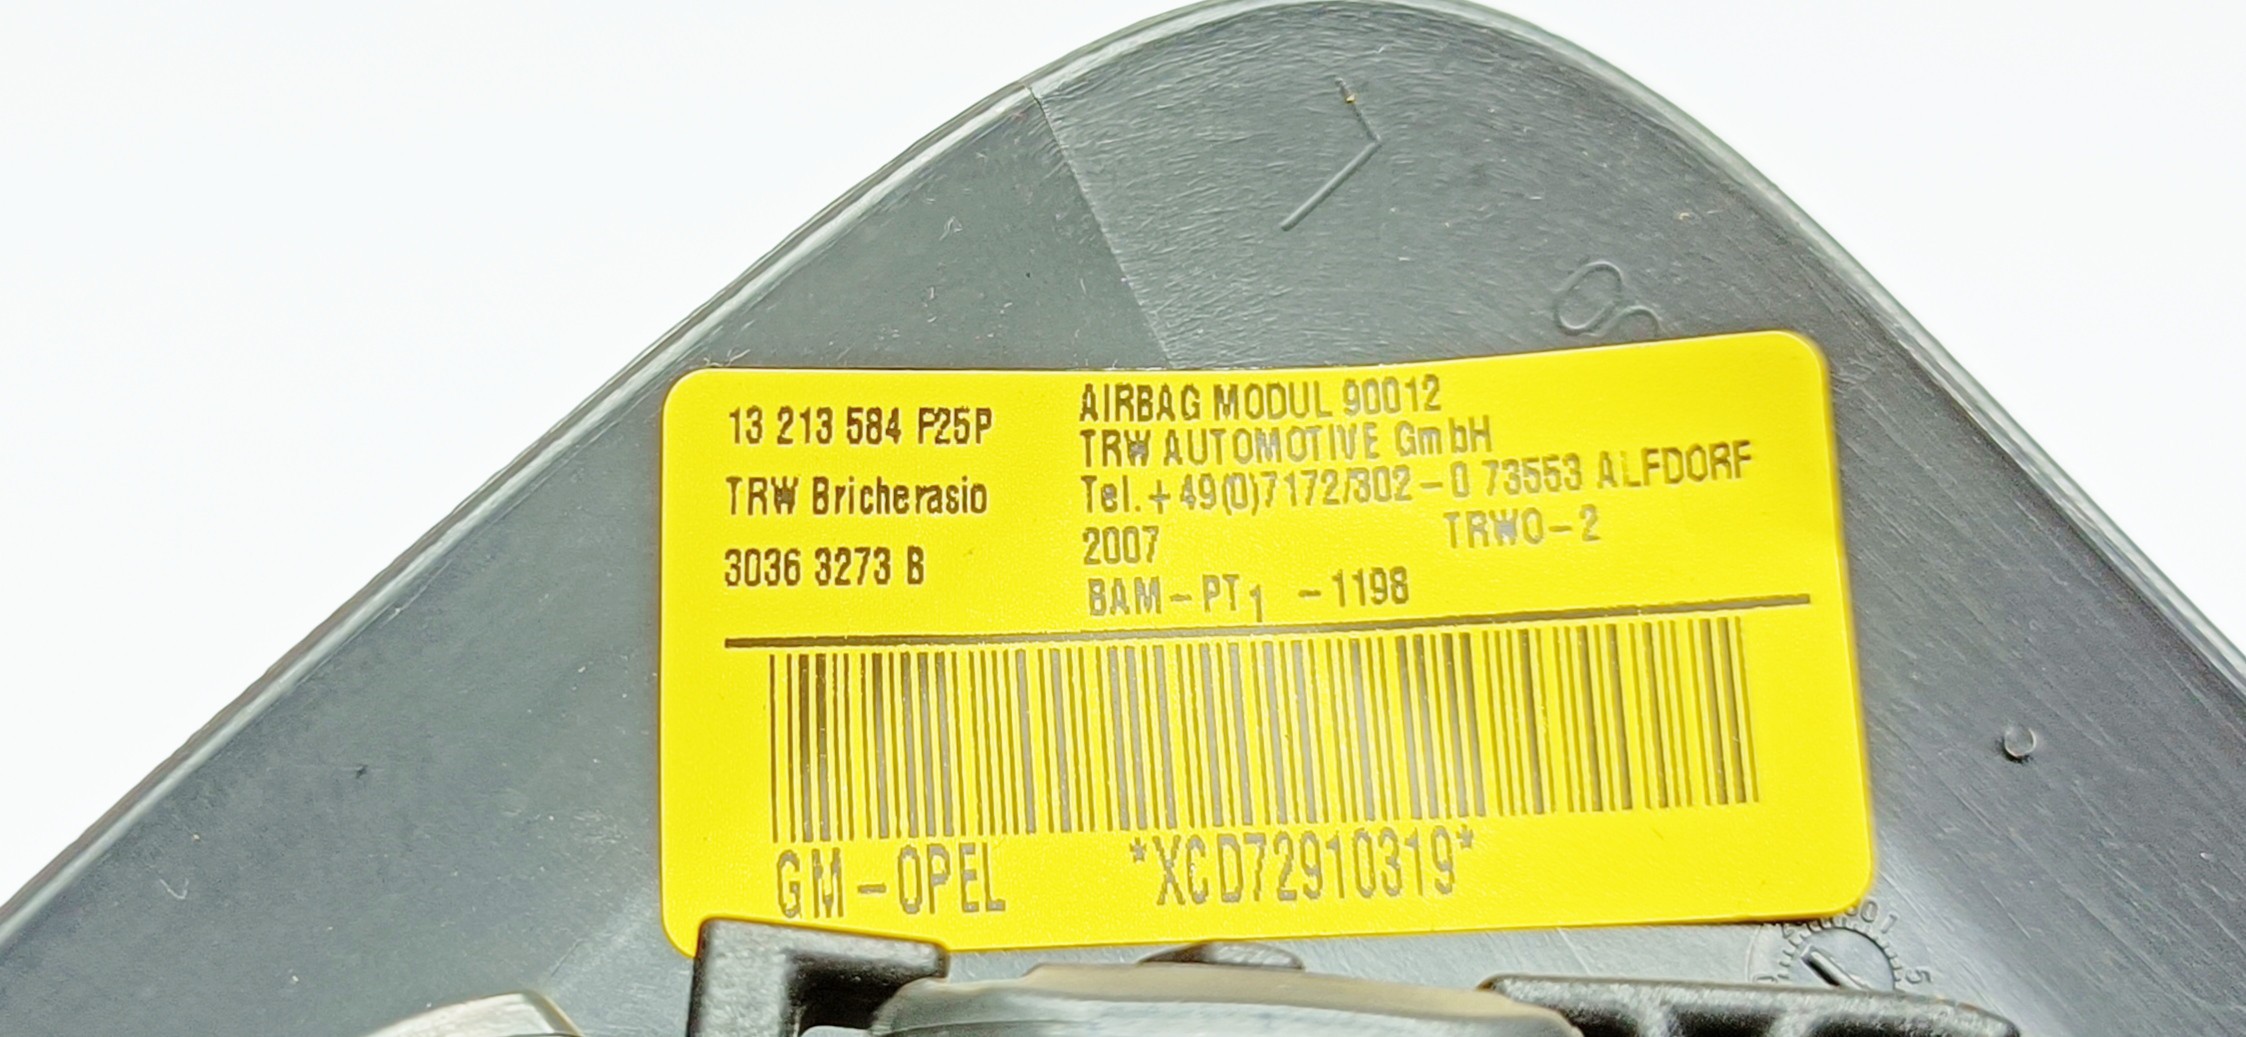 13 213 584 P25P
TRW Bricherasio
3036 3273 B
AIRBAG MODUL 90012
TRW AUTOMOTIVE GmbH
Tel.+49(0)7172/302-0 73553 ALFDORF
2007 TRWO-2
BAM-PT1 -1198
GM-OPEL *XCD72910319*